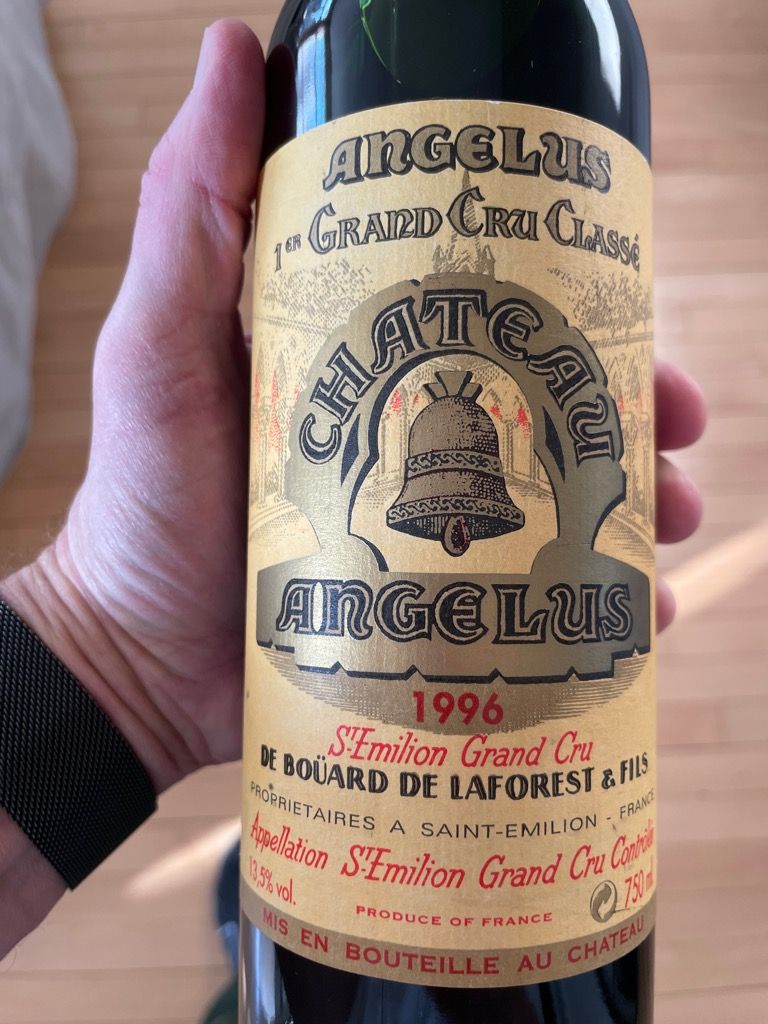 ANGELUS
1ER GRAND CRU CLASSÉ
CHATEAU
ANGELUS
1996
ST Emilion Grand Cru
DE BOÜARD DE LAFOREST & FILS
PROPRIETAIRES A SAINT-EMILION - FRANCE
Appellation ST Emilion Grand Cru Contrôlée
13,5% vol.
750 ml
PRODUCE OF FRANCE
MIS EN BOUTEILLE AU CHATEAU